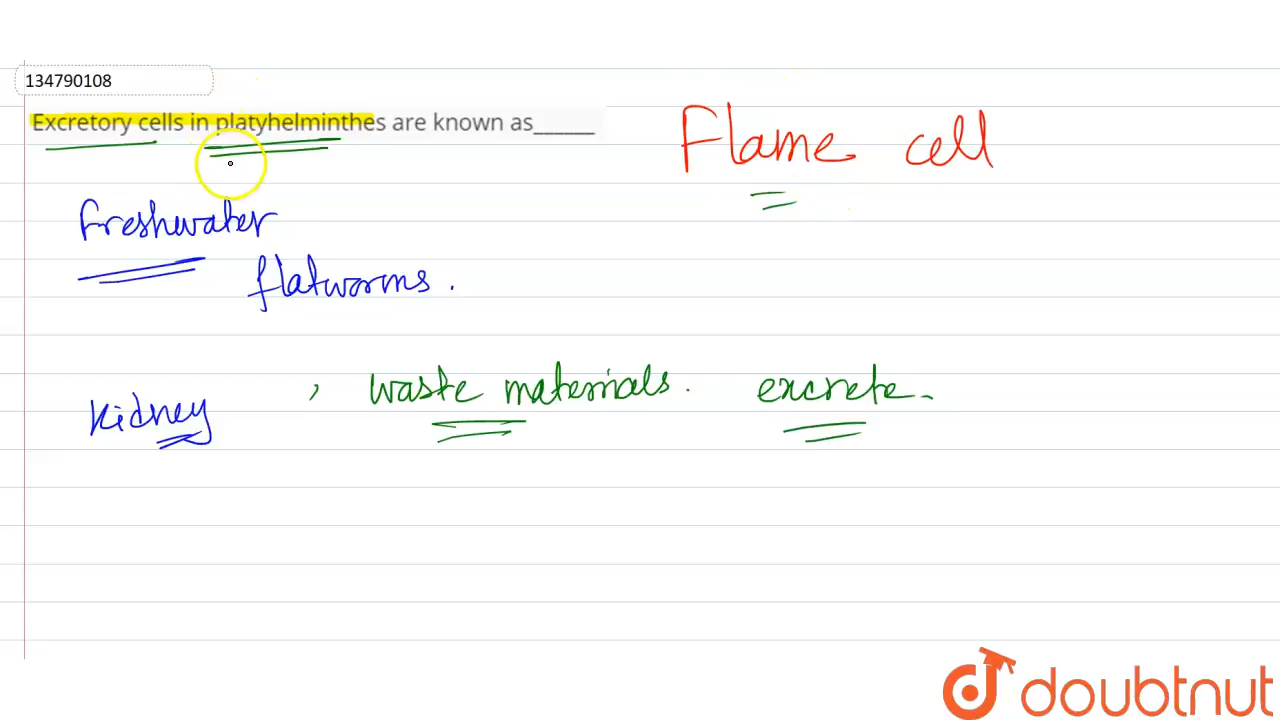 134790108
Excretory cells in platyhelminthes are known as______
Flame cell
Freshwater
flatworms.
Kidney , waste materials. excrete.
doubtnut